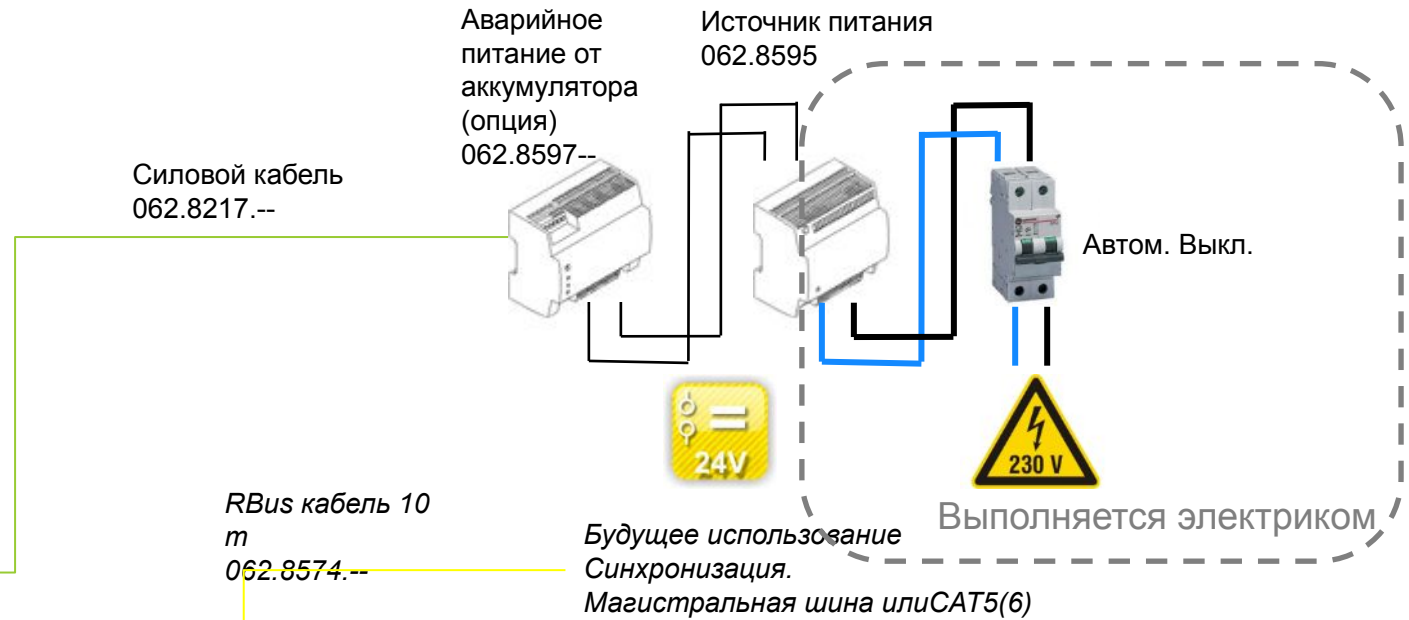 Аварийное
питание от
аккумулятора
(опция)
062.8597--
Источник питания
062.8595
Силовой кабель
062.8217.--
Автом. Выкл.
24V
230 V
Выполняется электриком
RBus кабель 10
m
062.8574.--
Будущее использование
Синхронизация.
Магистральная шина илиCAT5(6)